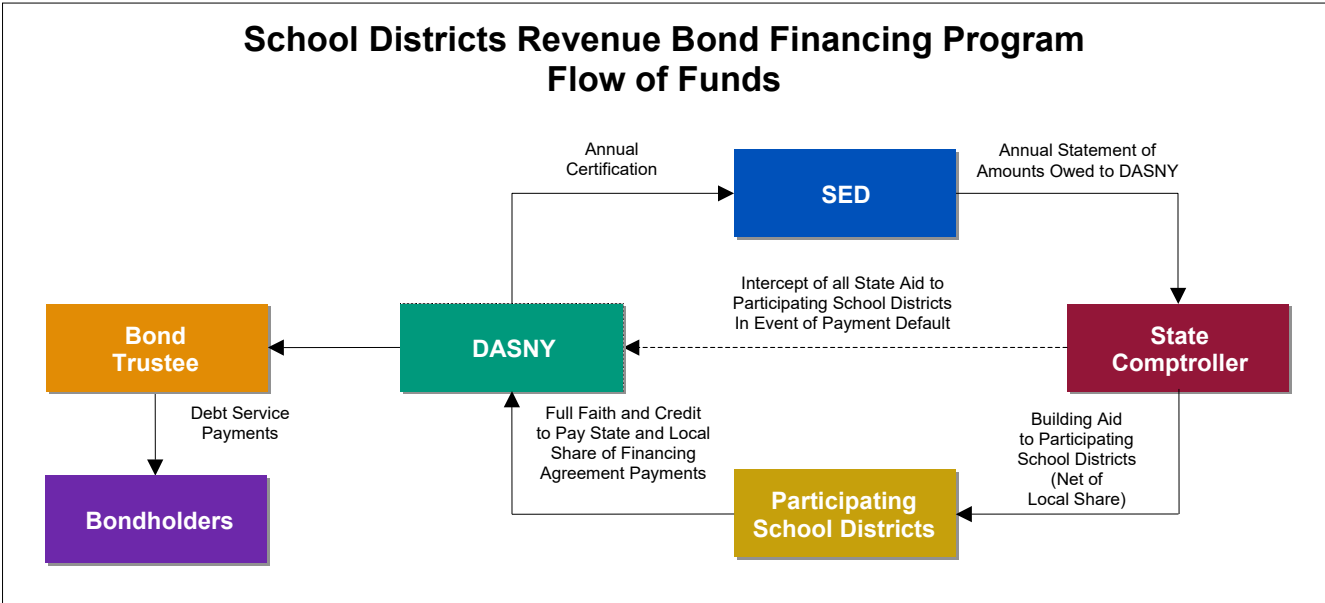 School Districts Revenue Bond Financing Program
Flow of Funds
Annual
Certification
SED
Annual Statement of
Amounts Owed to DASNY
Intercept of all State Aid to
Participating School Districts
In Event of Payment Default
Bond
Trustee
DASNY
State
Comptroller
Debt Service
Payments
Full Faith and Credit
to Pay State and Local
Share of Financing
Agreement Payments
Building Aid
to Participating
School Districts
(Net of
Local Share)
Bondholders
Participating
School Districts